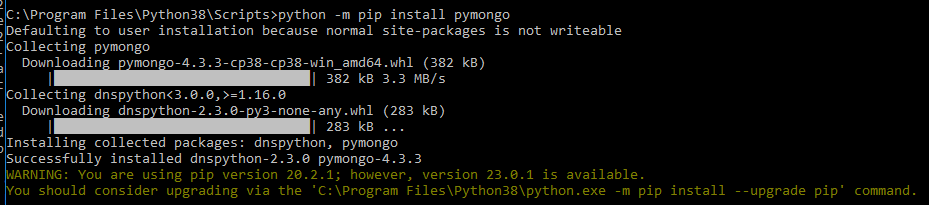 C:\Program Files\Python38\Scripts>python -m pip install pymongo
Defaulting to user installation because normal site-packages is not writeable
Collecting pymongo
  Downloading pymongo-4.3.3-cp38-cp38-win_amd64.whl (382 kB)
     |████████████████████████████████| 382 kB 3.3 MB/s
Collecting dnspython<3.0.0,>=1.16.0
  Downloading dnspython-2.3.0-py3-none-any.whl (283 kB)
     |████████████████████████████████| 283 kB ...
Installing collected packages: dnspython, pymongo
Successfully installed dnspython-2.3.0 pymongo-4.3.3
WARNING: You are using pip version 20.2.1; however, version 23.0.1 is available.
You should consider upgrading via the 'C:\Program Files\Python38\python.exe -m pip install --upgrade pip' command.